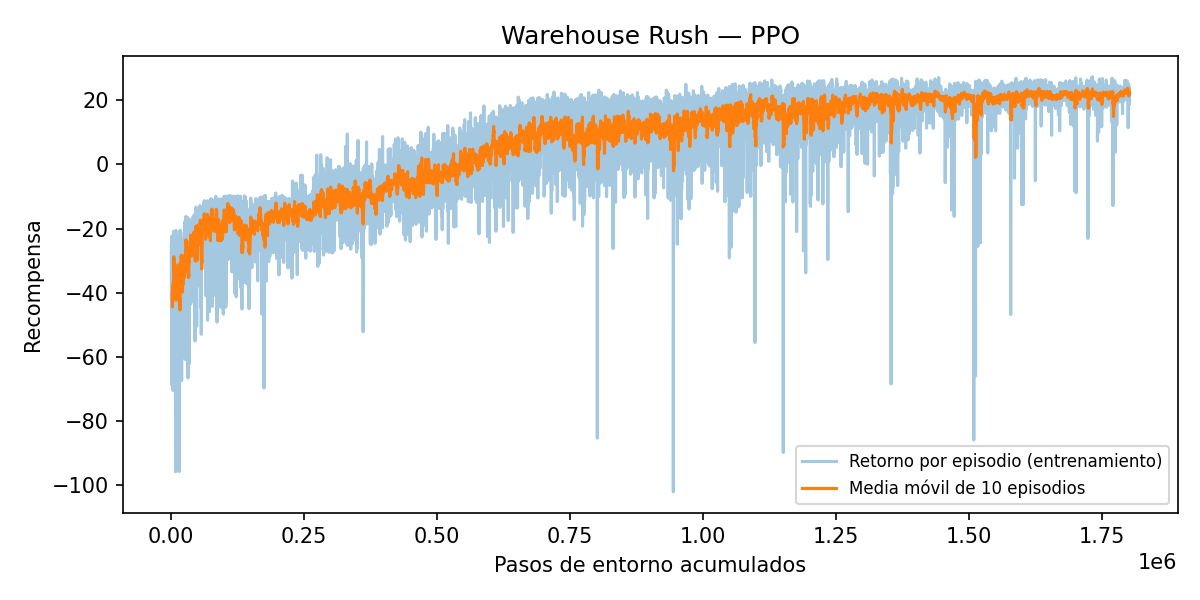 Warehouse Rush — PPO
Recompensa
20
0
−20
−40
−60
−80
−100
Retorno por episodio (entrenamiento)
Media móvil de 10 episodios
0.00 0.25 0.50 0.75 1.00 1.25 1.50 1.75
1e6
Pasos de entorno acumulados